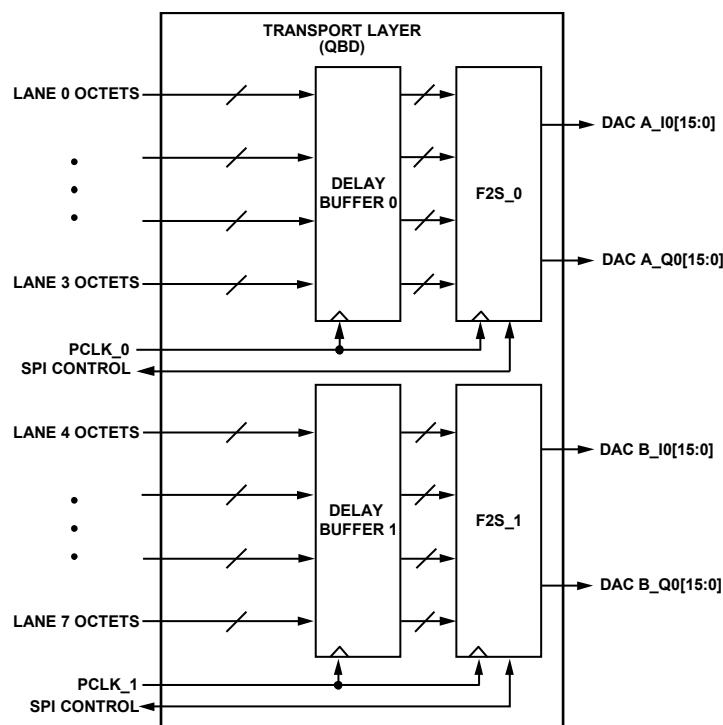 TRANSPORT LAYER
(QBD)
LANE 0 OCTETS
DELAY
BUFFER 0
F2S_0
DAC A_I0[15:0]
DAC A_Q0[15:0]
LANE 3 OCTETS
PCLK_0
SPI CONTROL
LANE 4 OCTETS
DELAY
BUFFER 1
F2S_1
DAC B_I0[15:0]
DAC B_Q0[15:0]
LANE 7 OCTETS
PCLK_1
SPI CONTROL